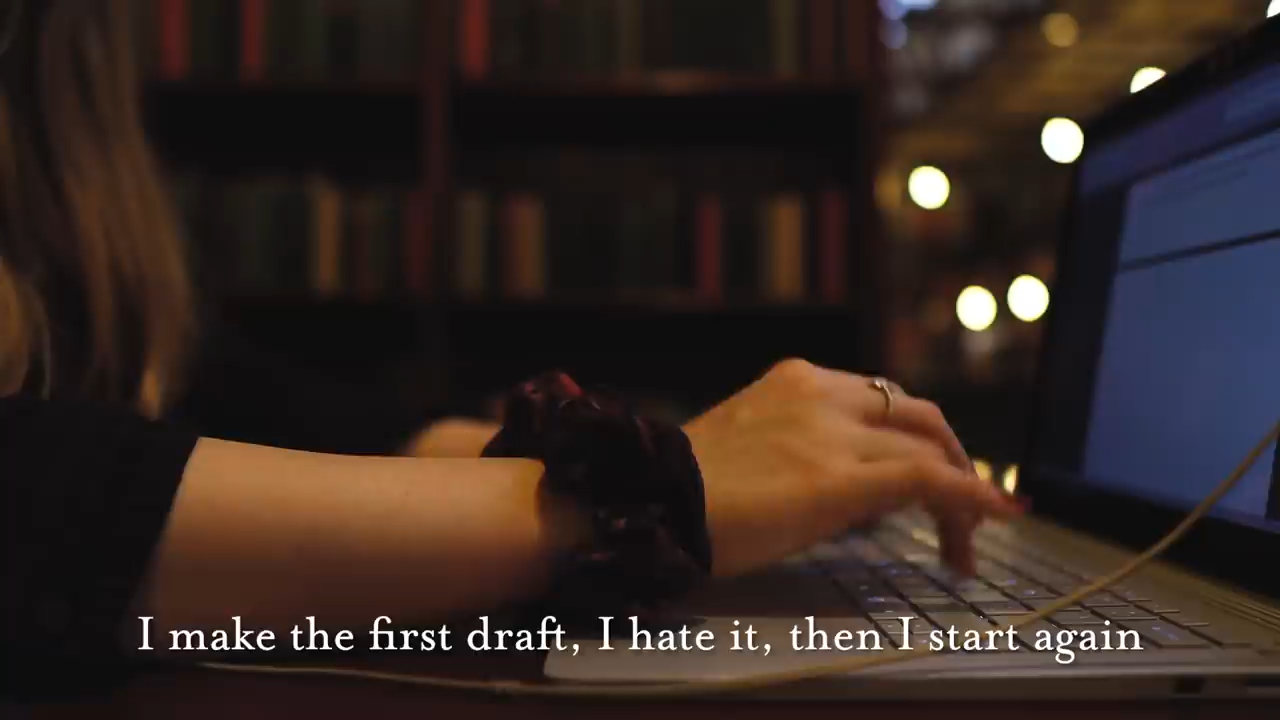 I make the first draft, I hate it, then I start again